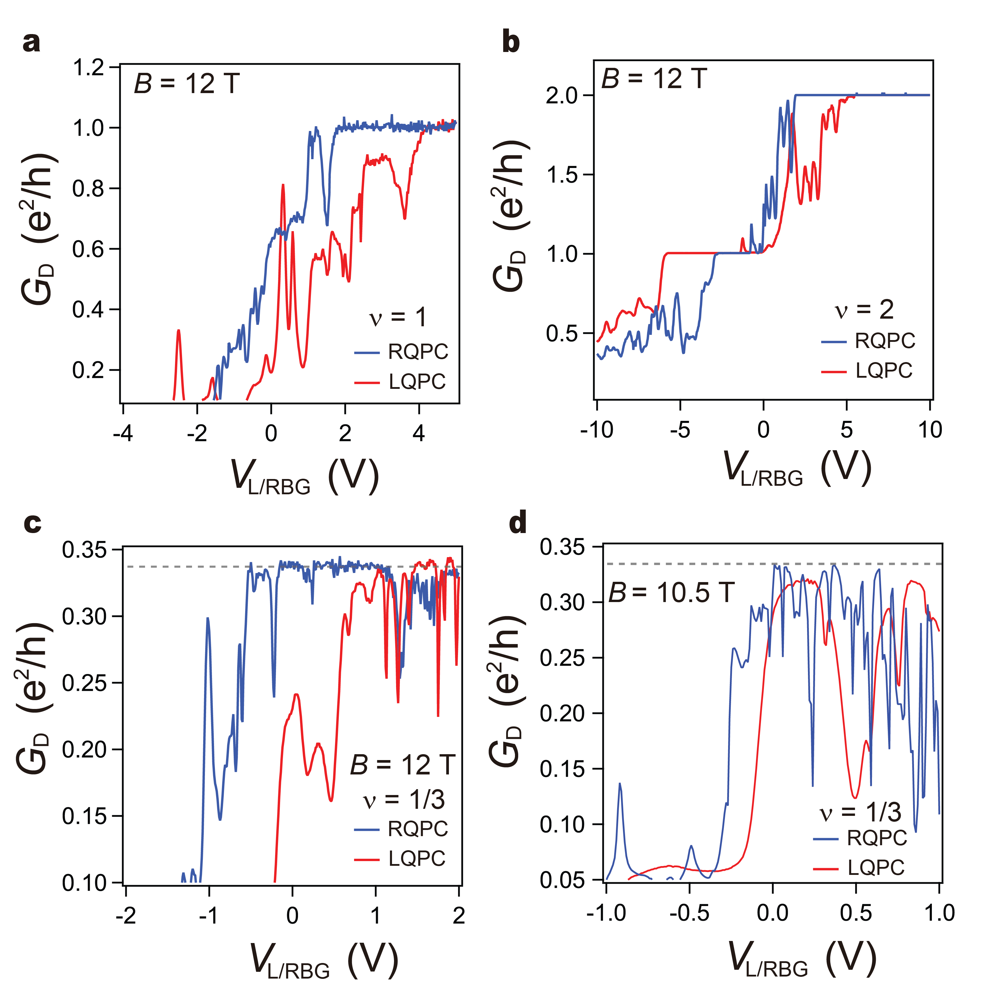 a
1.2
1.0
0.8
0.6
0.4
0.2
G_D (e²/h)
B = 12 T
ν = 1
RQPC
LQPC
-4 -2 0 2 4
V_L/RBG (V)
b
2.0
1.5
1.0
0.5
G_D (e²/h)
B = 12 T
ν = 2
RQPC
LQPC
-10 -5 0 5 10
V_L/RBG (V)
c
0.35
0.30
0.25
0.20
0.15
0.10
G_D (e²/h)
B = 12 T
ν = 1/3
RQPC
LQPC
-2 -1 0 1 2
V_L/RBG (V)
d
0.35
0.30
0.25
0.20
0.15
0.10
0.05
G_D (e²/h)
B = 10.5 T
ν = 1/3
RQPC
LQPC
-1.0 -0.5 0.0 0.5 1.0
V_L/RBG (V)